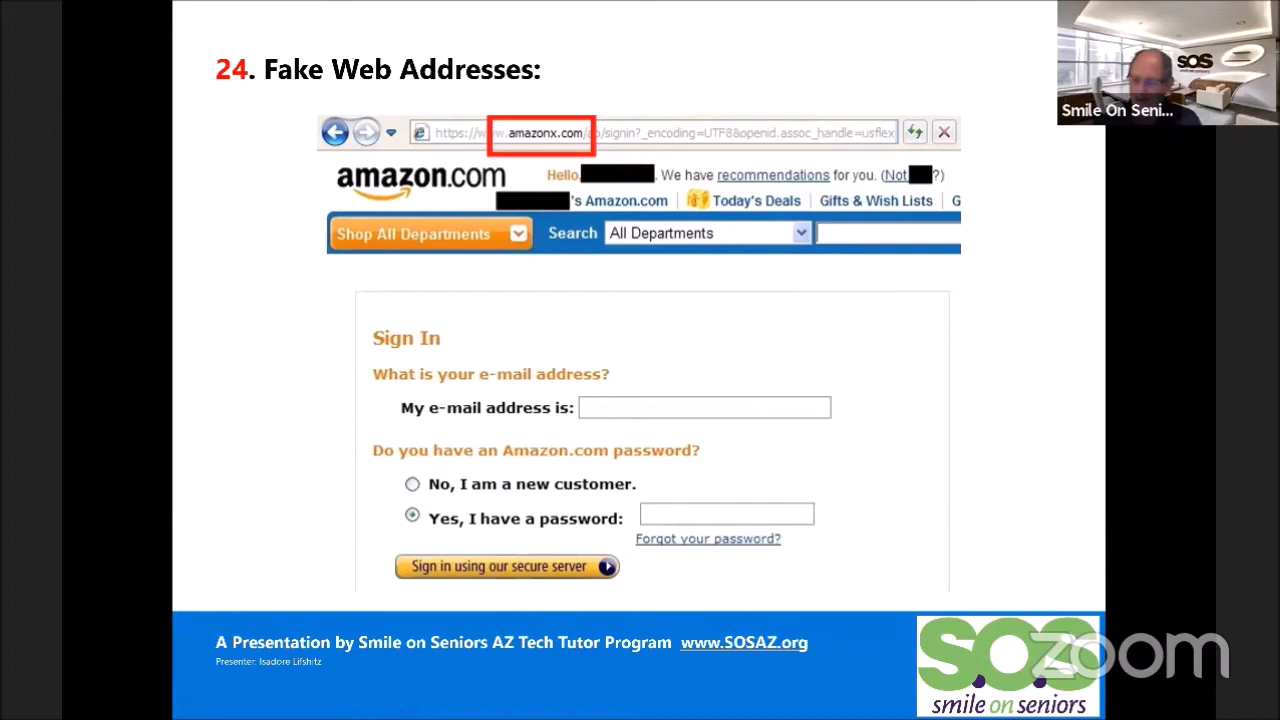 24. Fake Web Addresses:
SOS
smile on seniors
Smile On Seni...
https://www.amazonx.com/ap/signin?_encoding=UTF8&openid.assoc_handle=usflex
amazon.com
Hello, . We have recommendations for you. (Not ?)
's Amazon.com Today's Deals Gifts & Wish Lists G
Shop All Departments Search All Departments
Sign In
What is your e-mail address?
My e-mail address is:
Do you have an Amazon.com password?
No, I am a new customer.
Yes, I have a password:
Forgot your password?
Sign in using our secure server
A Presentation by Smile on Seniors AZ Tech Tutor Program www.SOSAZ.org
Presenter: Isadore Lifshitz
SOS
smile on seniors
zoom